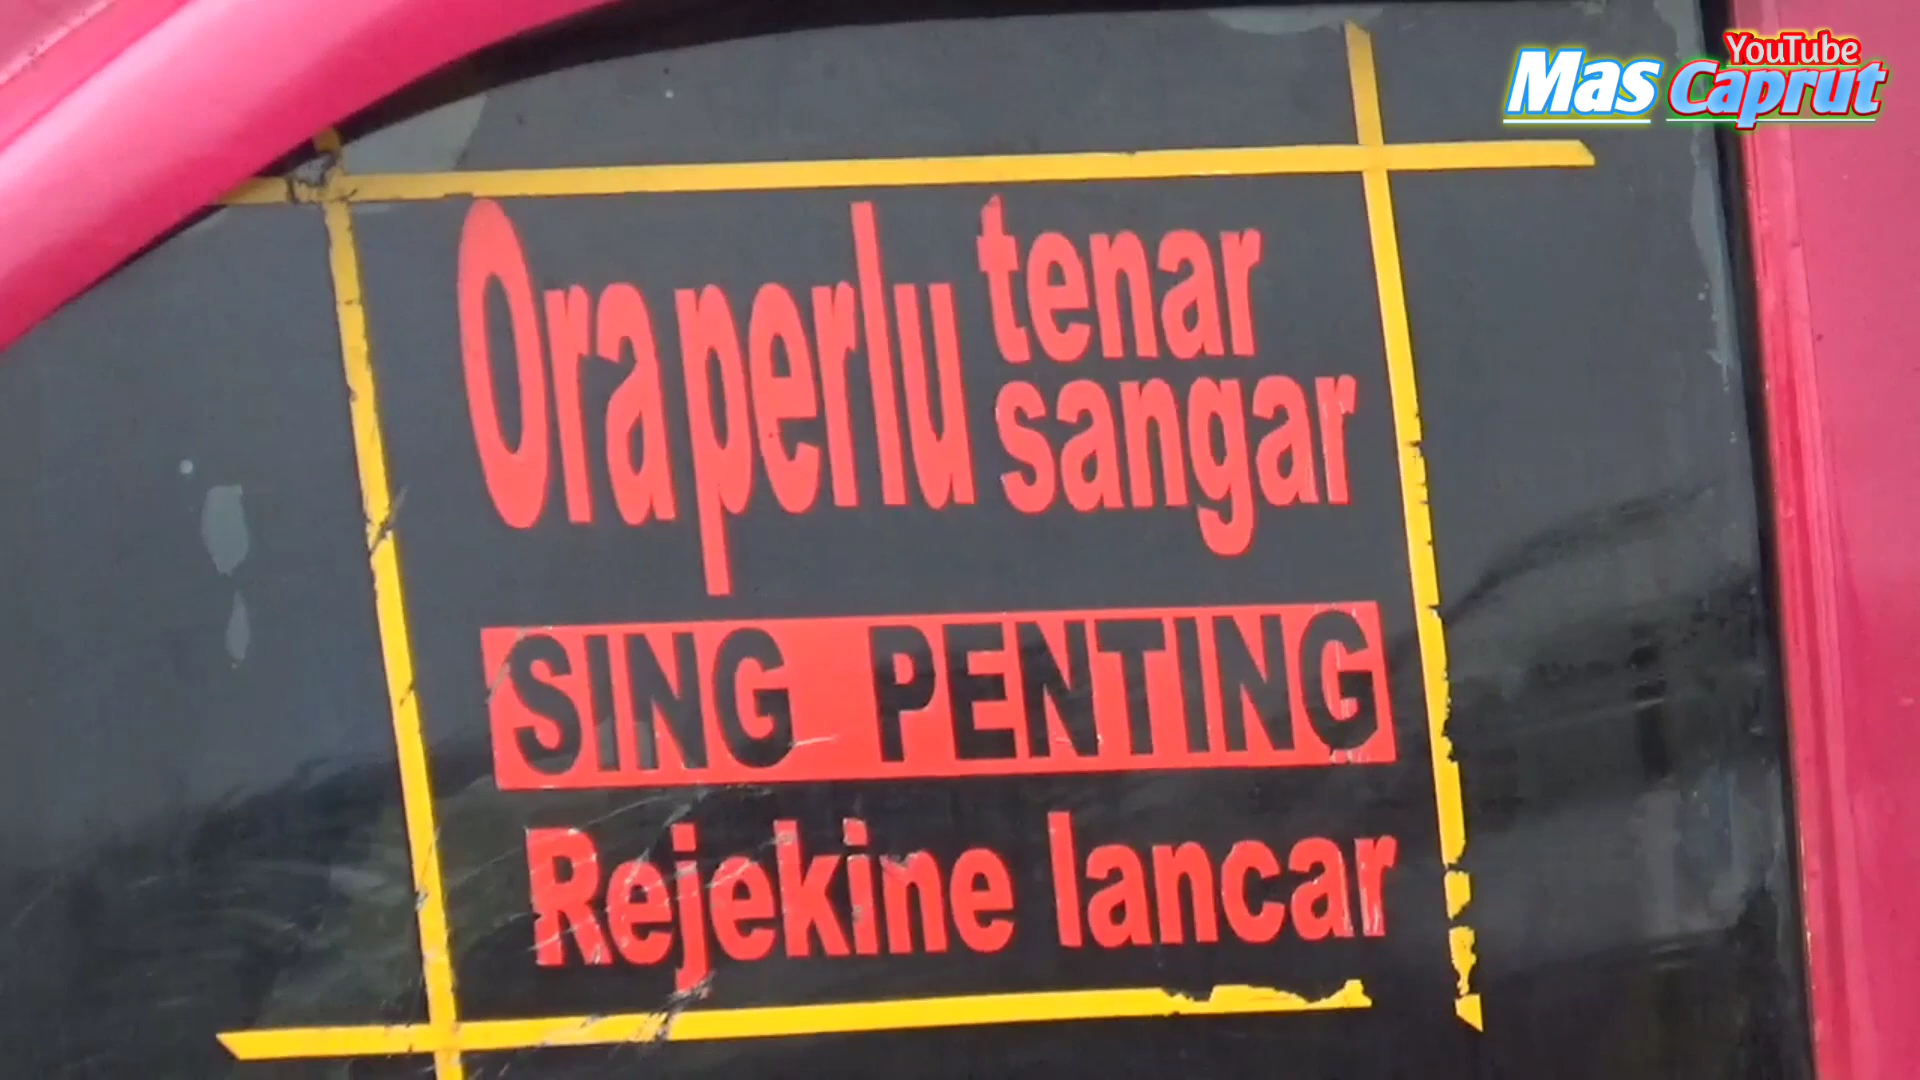 YouTube
Mas Caprut
Ora perlu tenar
sangar
SING PENTING
Rejekine lancar